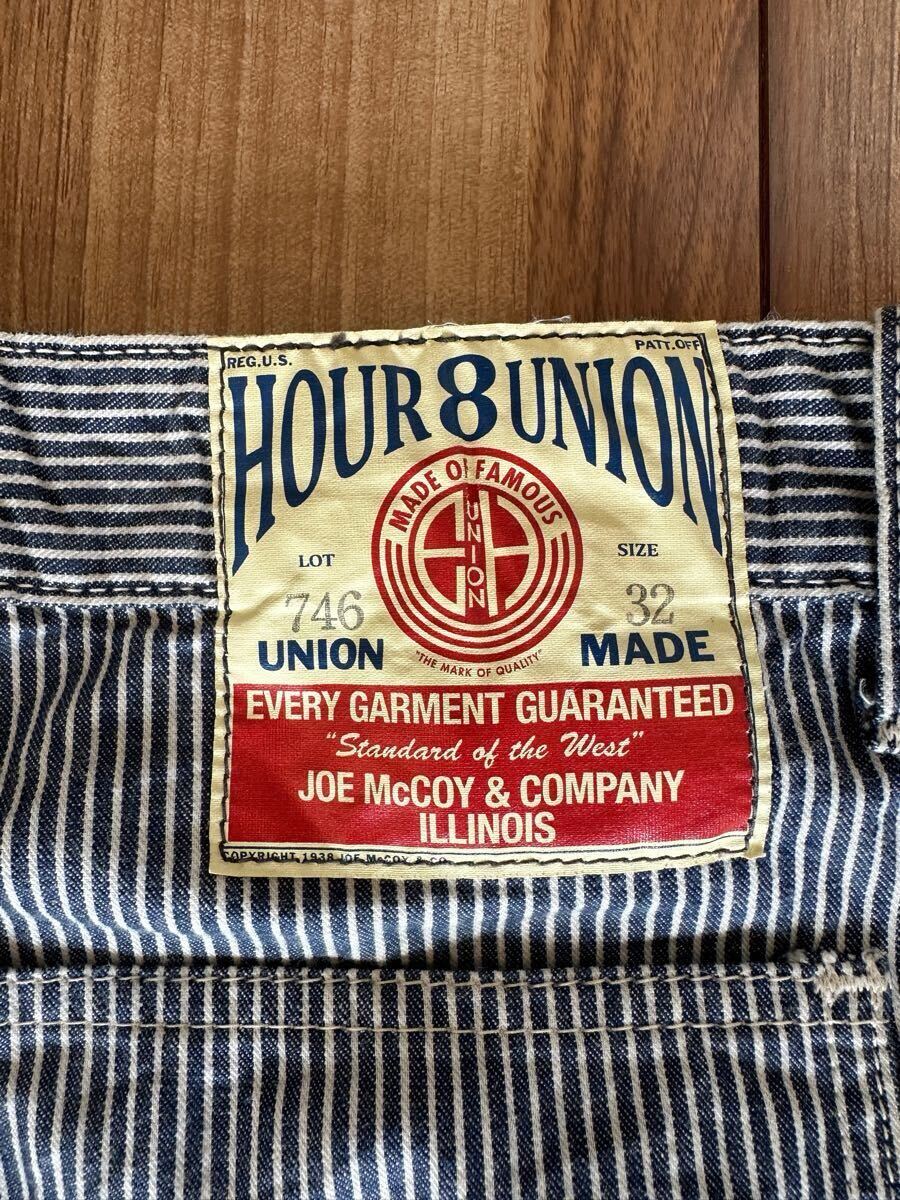 REG.U.S. PATT.OFF
HOUR 8 UNION
MADE OF FAMOUS
UNION
LOT SIZE
746 32
UNION MADE
"THE MARK OF QUALITY"
EVERY GARMENT GUARANTEED
"Standard of the West"
JOE McCOY & COMPANY
ILLINOIS
COPYRIGHT 1938 JOE McCOY & CO